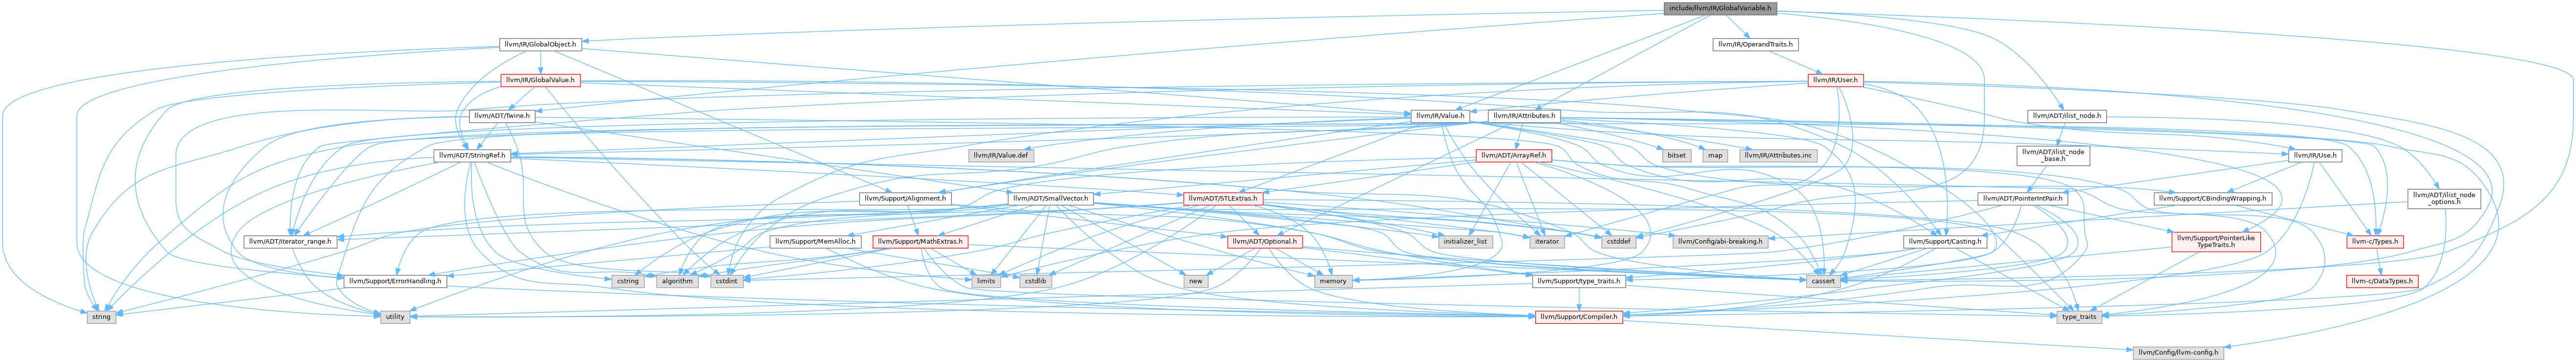 include/llvm/IR/GlobalVariable.h
llvm/IR/GlobalObject.h
llvm/IR/OperandTraits.h
llvm/IR/GlobalValue.h
llvm/IR/User.h
llvm/ADT/Twine.h
llvm/IR/Value.h
llvm/IR/Attributes.h
llvm/ADT/ilist_node.h
llvm/ADT/StringRef.h
llvm/IR/Value.def
llvm/ADT/ArrayRef.h
bitset
map
llvm/IR/Attributes.inc
llvm/ADT/ilist_node
_base.h
llvm/IR/Use.h
llvm/Support/Alignment.h
llvm/ADT/SmallVector.h
llvm/ADT/STLExtras.h
llvm/ADT/PointerIntPair.h
llvm/Support/CBindingWrapping.h
llvm/ADT/ilist_node
_options.h
llvm/ADT/iterator_range.h
llvm/Support/MemAlloc.h
llvm/Support/MathExtras.h
llvm/ADT/Optional.h
initializer_list
iterator
cstddef
llvm/Config/abi-breaking.h
llvm/Support/Casting.h
llvm/Support/PointerLike
TypeTraits.h
llvm-c/Types.h
llvm/Support/ErrorHandling.h
cstring
algorithm
cstdint
limits
cstdlib
new
memory
llvm/Support/type_traits.h
cassert
llvm-c/DataTypes.h
string
utility
llvm/Support/Compiler.h
type_traits
llvm/Config/llvm-config.h